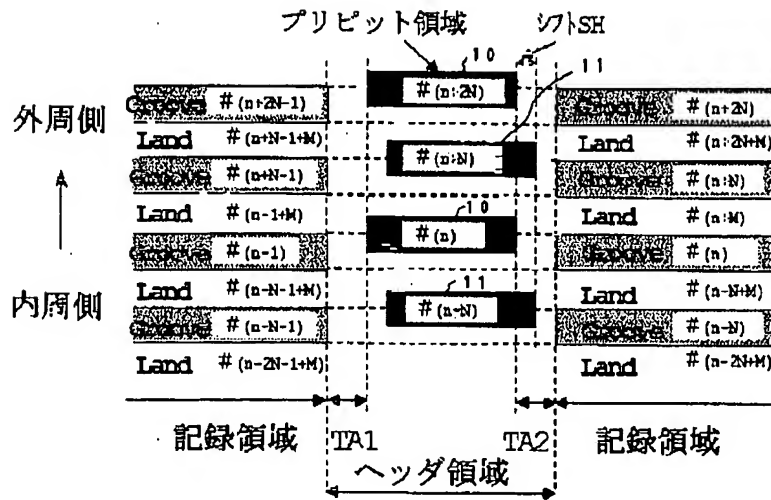 プリピット領域
シフトSH
10
11
外周側
内周側
Groove #(n+2N-1)
Land #(n+N-1+M)
Groove #(n+N-1)
Land #(n-1+M)
Groove #(n-1)
Land #(n-N-1+M)
Groove #(n-N-1)
Land #(n-2N-1+M)
#(n+2N)
#(n+N)
10
#(n)
11
#(n-N)
Groove #(n+2N)
Land #(n+2N+M)
Groove #(n+N)
Land #(n+M)
Groove #(n)
Land #(n-N+M)
Groove #(n-N)
Land #(n-2N+M)
記録領域
TA1
TA2
記録領域
ヘッダ領域